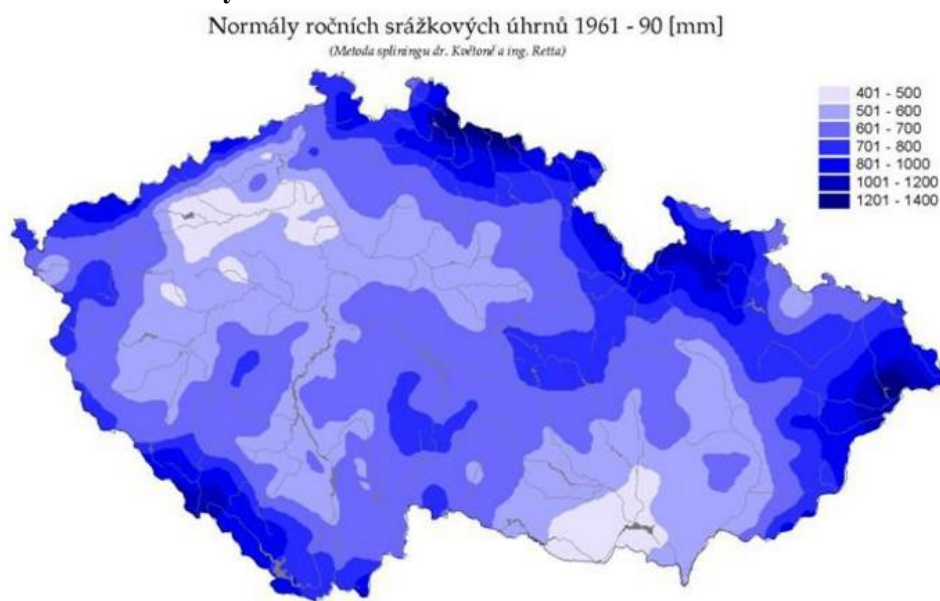 Normály ročních srážkových úhrnů 1961 - 90 [mm]
(Metoda spliningu dr. Květoně a ing. Retta)
401 - 500
501 - 600
601 - 700
701 - 800
801 - 1000
1001 - 1200
1201 - 1400